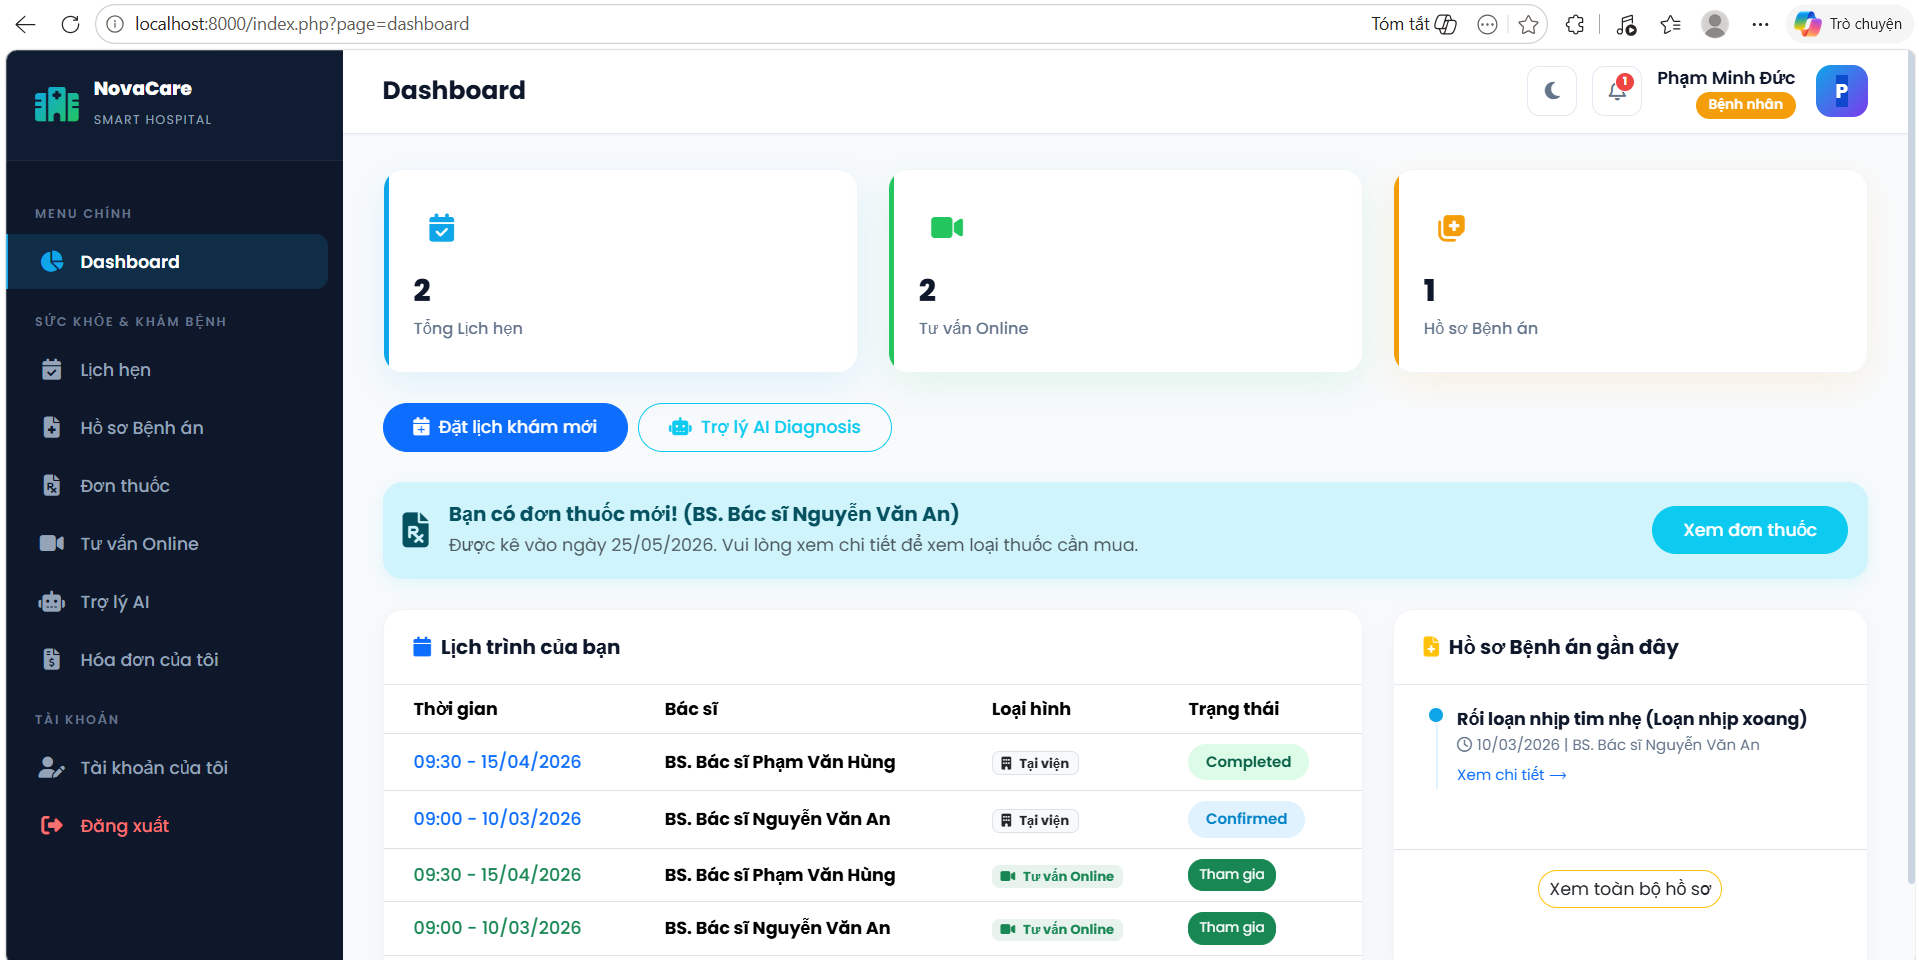 localhost:8000/index.php?page=dashboard
Tóm tắt
Trò chuyện
NovaCare
SMART HOSPITAL
MENU CHÍNH
Dashboard
SỨC KHỎE & KHÁM BỆNH
Lịch hẹn
Hồ sơ Bệnh án
Đơn thuốc
Tư vấn Online
Trợ lý AI
Hóa đơn của tôi
TÀI KHOẢN
Tài khoản của tôi
Đăng xuất
Dashboard
1
Phạm Minh Đức
Bệnh nhân
P
2
Tổng Lịch hẹn
2
Tư vấn Online
1
Hồ sơ Bệnh án
Đặt lịch khám mới
Trợ lý AI Diagnosis
Bạn có đơn thuốc mới! (BS. Bác sĩ Nguyễn Văn An)
Được kê vào ngày 25/05/2026. Vui lòng xem chi tiết để xem loại thuốc cần mua.
Xem đơn thuốc
Lịch trình của bạn
Thời gian Bác sĩ Loại hình Trạng thái
09:30 - 15/04/2026 BS. Bác sĩ Phạm Văn Hùng Tại viện Completed
09:00 - 10/03/2026 BS. Bác sĩ Nguyễn Văn An Tại viện Confirmed
09:30 - 15/04/2026 BS. Bác sĩ Phạm Văn Hùng Tư vấn Online Tham gia
09:00 - 10/03/2026 BS. Bác sĩ Nguyễn Văn An Tư vấn Online Tham gia
Hồ sơ Bệnh án gần đây
Rối loạn nhịp tim nhẹ (Loạn nhịp xoang)
10/03/2026 | BS. Bác sĩ Nguyễn Văn An
Xem chi tiết →
Xem toàn bộ hồ sơ